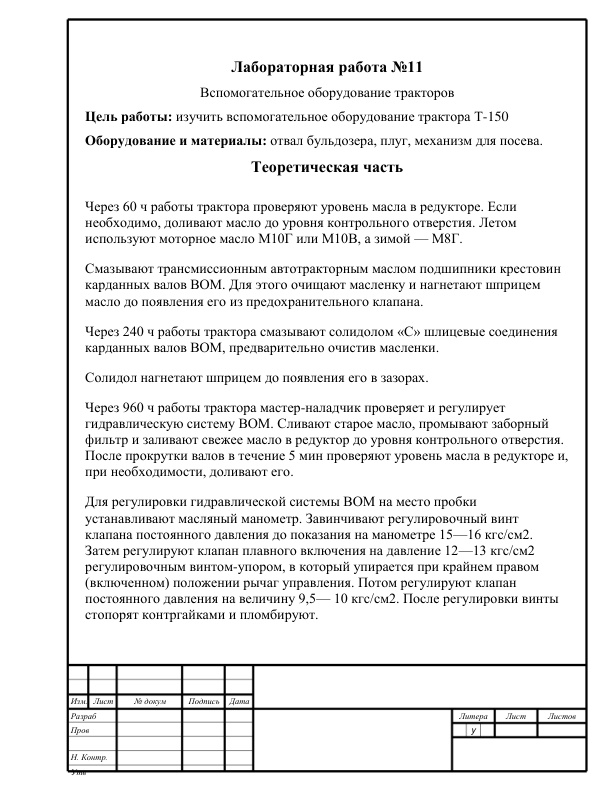 Лабораторная работа №11
Вспомогательное оборудование тракторов
Цель работы: изучить вспомогательное оборудование трактора Т-150
Оборудование и материалы: отвал бульдозера, плуг, механизм для посева.
Теоретическая часть
Через 60 ч работы трактора проверяют уровень масла в редукторе. Если
необходимо, доливают масло до уровня контрольного отверстия. Летом
используют моторное масло М10Г или М10В, а зимой — М8Г.
Смазывают трансмиссионным автотракторным маслом подшипники крестовин
карданных валов ВОМ. Для этого очищают масленку и нагнетают шприцем
масло до появления его из предохранительного клапана.
Через 240 ч работы трактора смазывают солидолом «С» шлицевые соединения
карданных валов ВОМ, предварительно очистив масленки.
Солидол нагнетают шприцем до появления его в зазорах.
Через 960 ч работы трактора мастер-наладчик проверяет и регулирует
гидравлическую систему ВОМ. Сливают старое масло, промывают заборный
фильтр и заливают свежее масло в редуктор до уровня контрольного отверстия.
После прокрутки валов в течение 5 мин проверяют уровень масла в редукторе и,
при необходимости, доливают его.
Для регулировки гидравлической системы ВОМ на место пробки
устанавливают масляный манометр. Завинчивают регулировочный винт
клапана постоянного давления до показания на манометре 15—16 кгс/см2.
Затем регулируют клапан плавного включения на давление 12—13 кгс/см2
регулировочным винтом-упором, в который упирается при крайнем правом
(включенном) положении рычаг управления. Потом регулируют клапан
постоянного давления на величину 9,5— 10 кгс/см2. После регулировки винты
стопорят контргайками и пломбируют.
Изм. Лист № докум Подпись Дата
Разраб Литера Лист Листов
Пров у
Н. Контр.
Утв